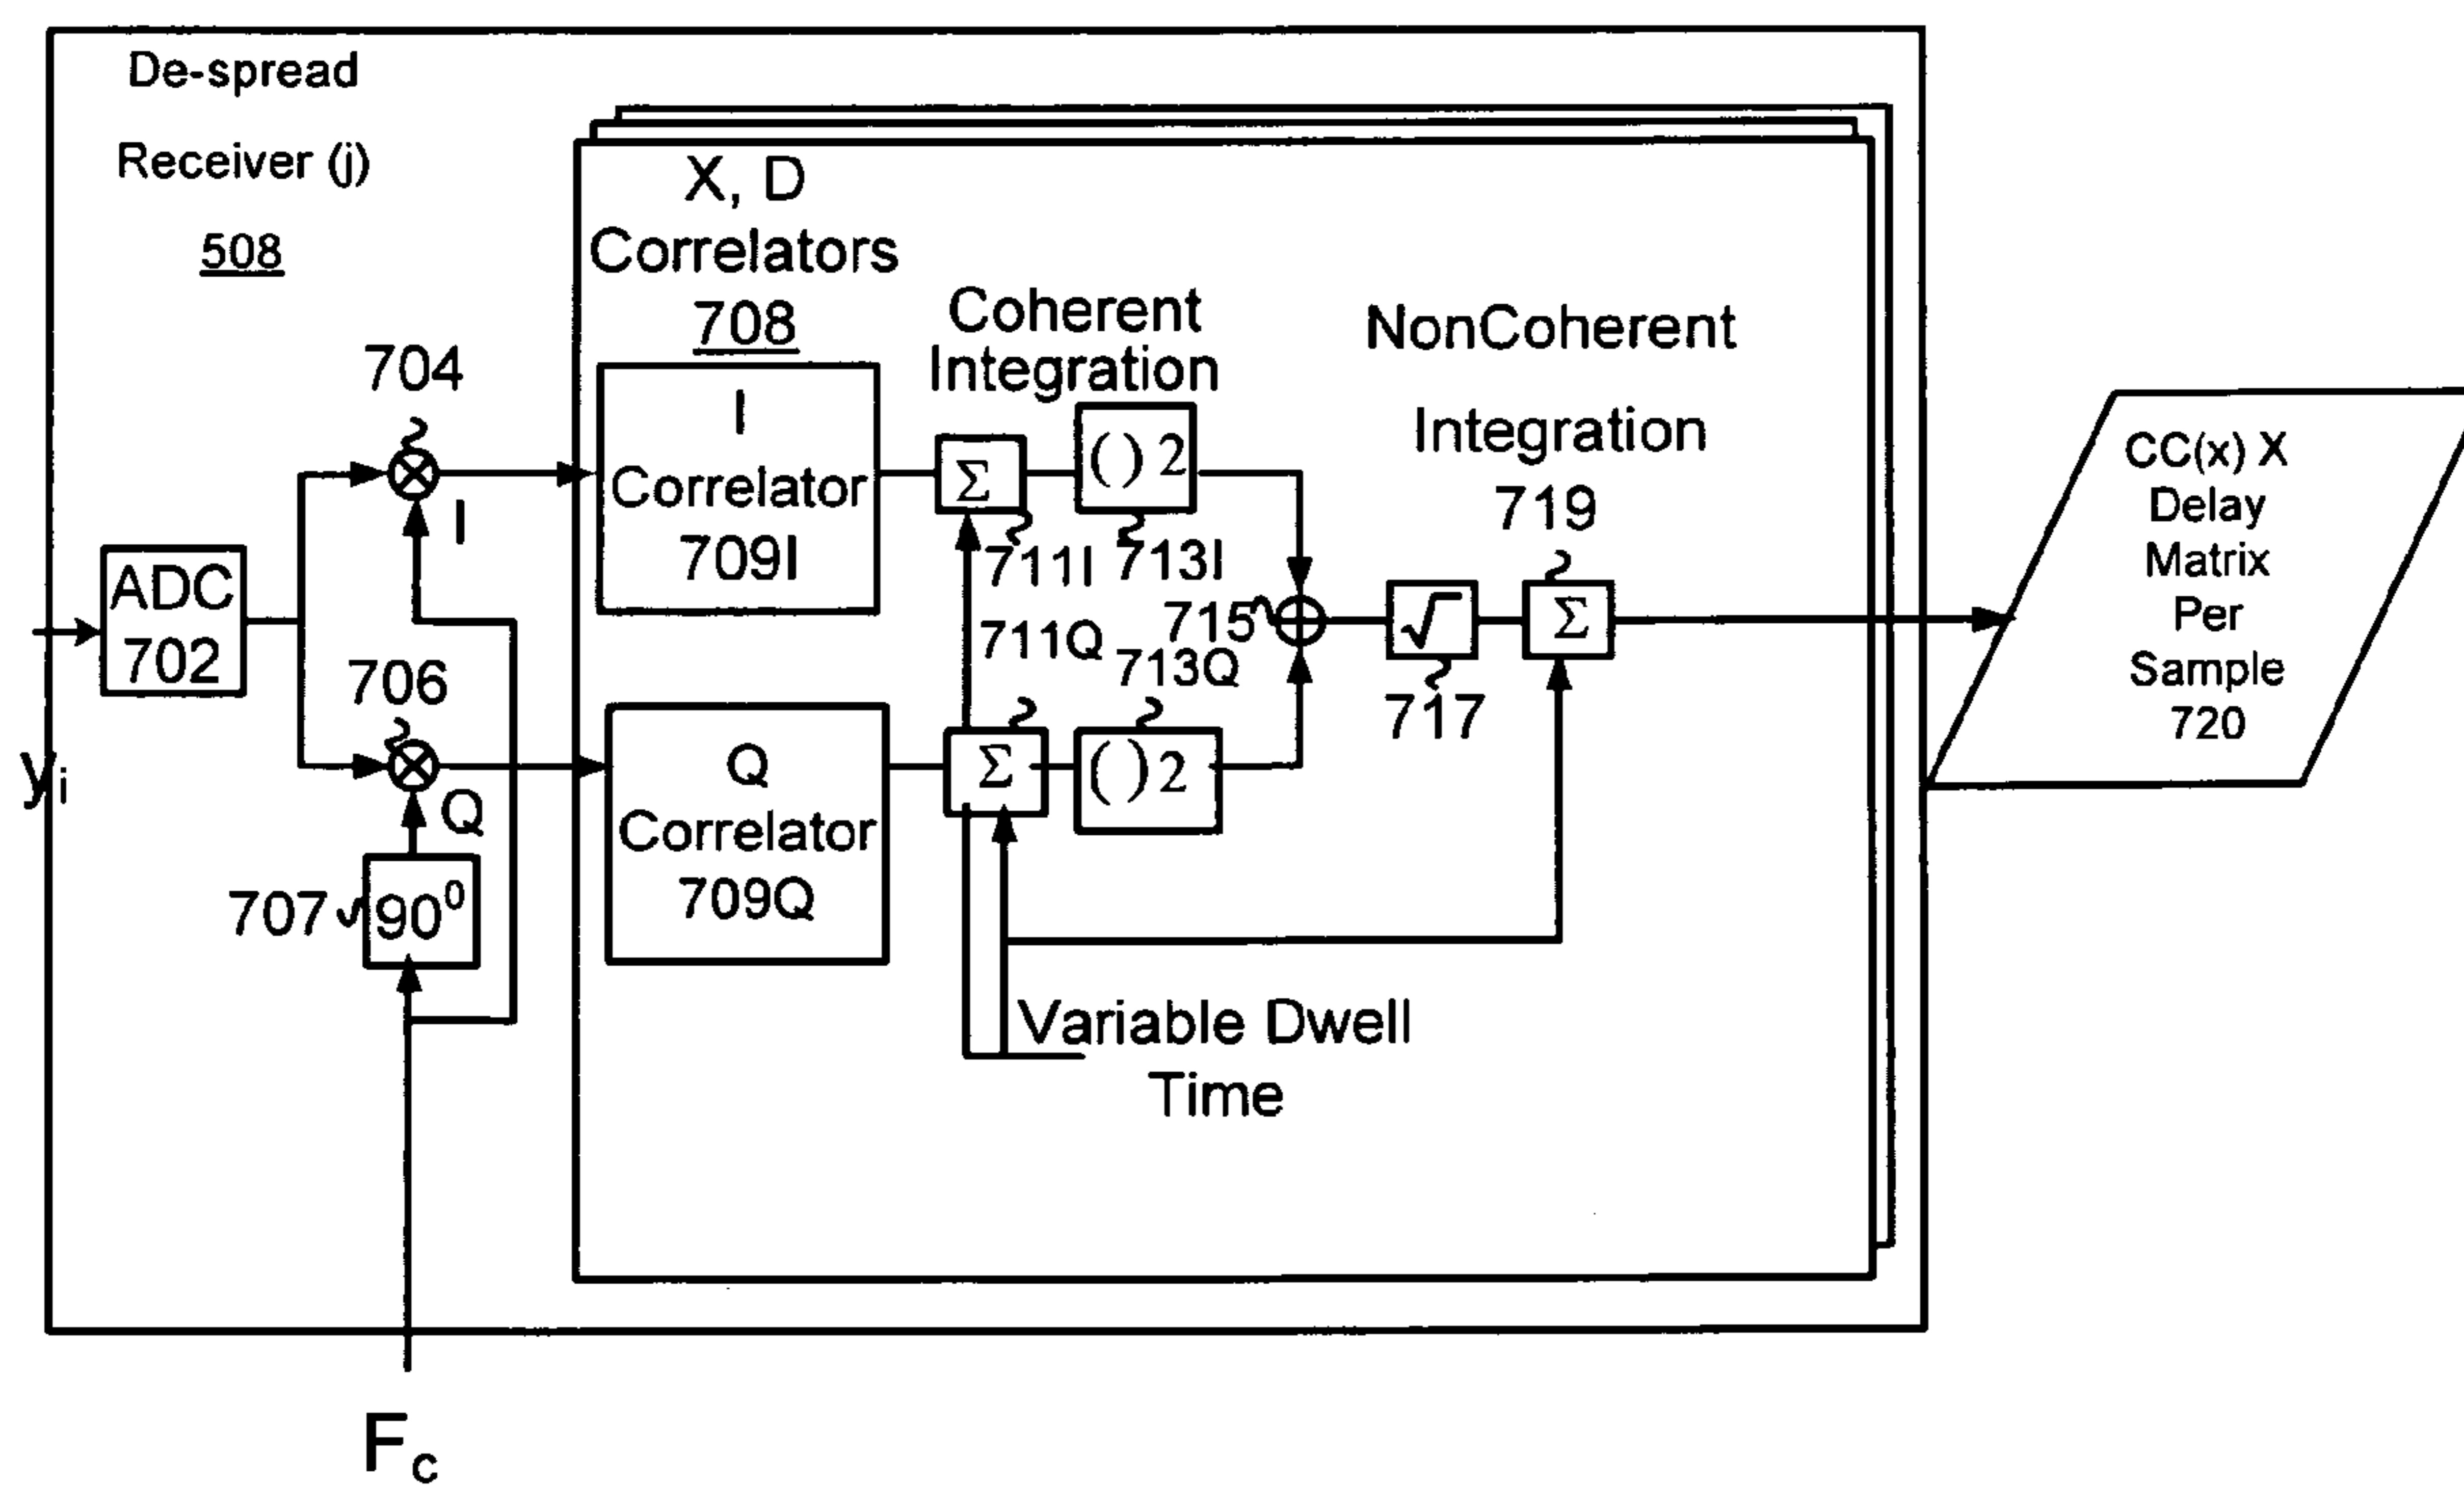 De-spread
Receiver (j)
508
X, D
Correlators
708
Coherent
Integration
NonCoherent
Integration
719
704
I
Correlator
709I
Σ
( ) 2
711I
713I
I
ADC
702
706
711Q
713Q
715
√
Σ
717
CC(x) X
Delay
Matrix
Per
Sample
720
yi
Q
Q
Correlator
709Q
Σ
( ) 2
707
90⁰
Variable Dwell
Time
Fc